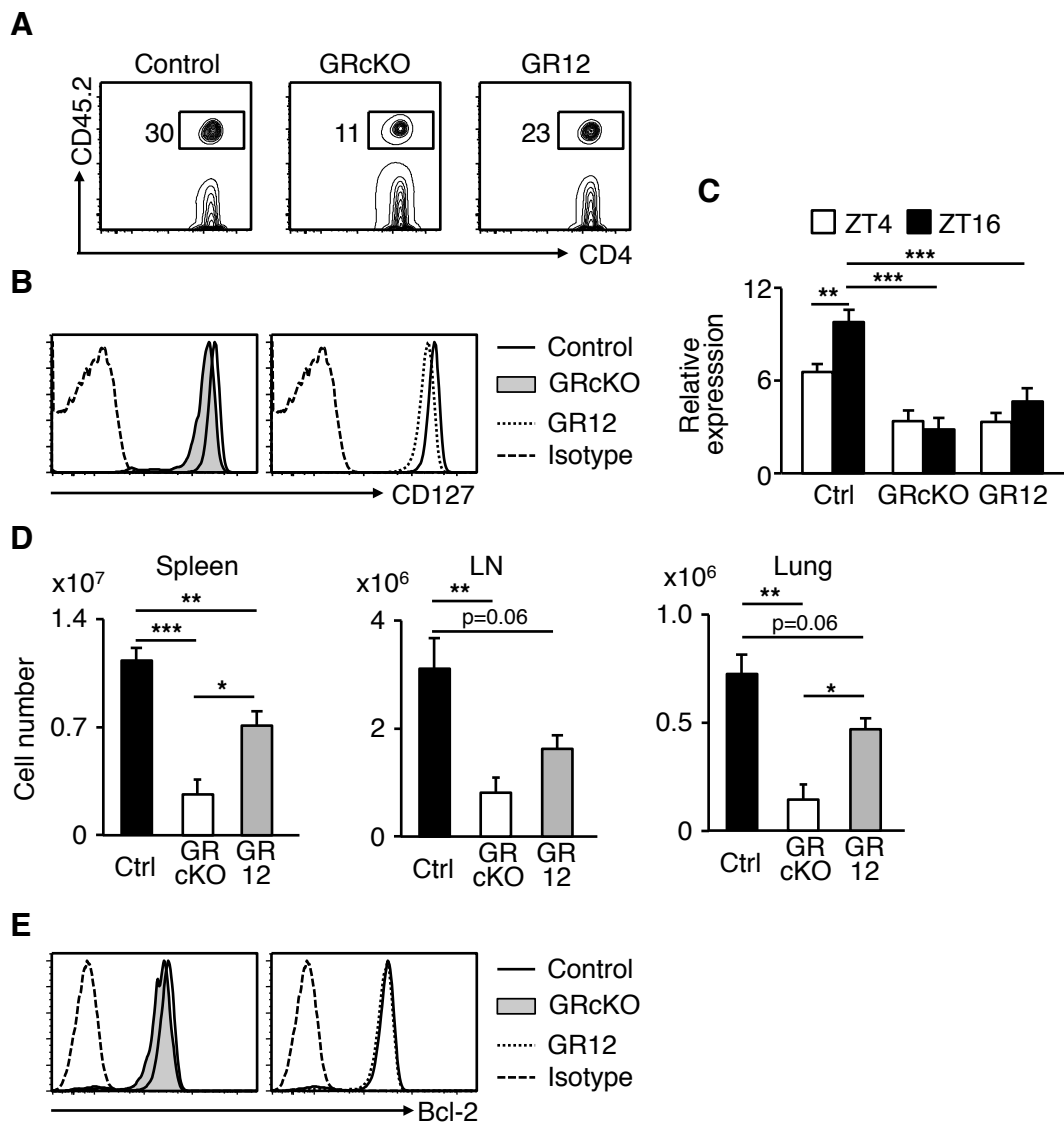 A
Control
GRcKO
GR12
CD45.2
30
11
23
CD4
B
Control
GRcKO
GR12
Isotype
CD127
C
ZT4
ZT16
***
***
**
12
6
0
Relative
expresssion
Ctrl
GRcKO
GR12
D
x10⁷
Spleen
**
***
*
1.4
0.7
0
Cell number
Ctrl
GR
cKO
GR
12
x10⁶
LN
**
p=0.06
4
2
0
Ctrl
GR
cKO
GR
12
x10⁶
Lung
**
p=0.06
*
1.0
0.5
0
Ctrl
GR
cKO
GR
12
E
Control
GRcKO
GR12
Isotype
Bcl-2